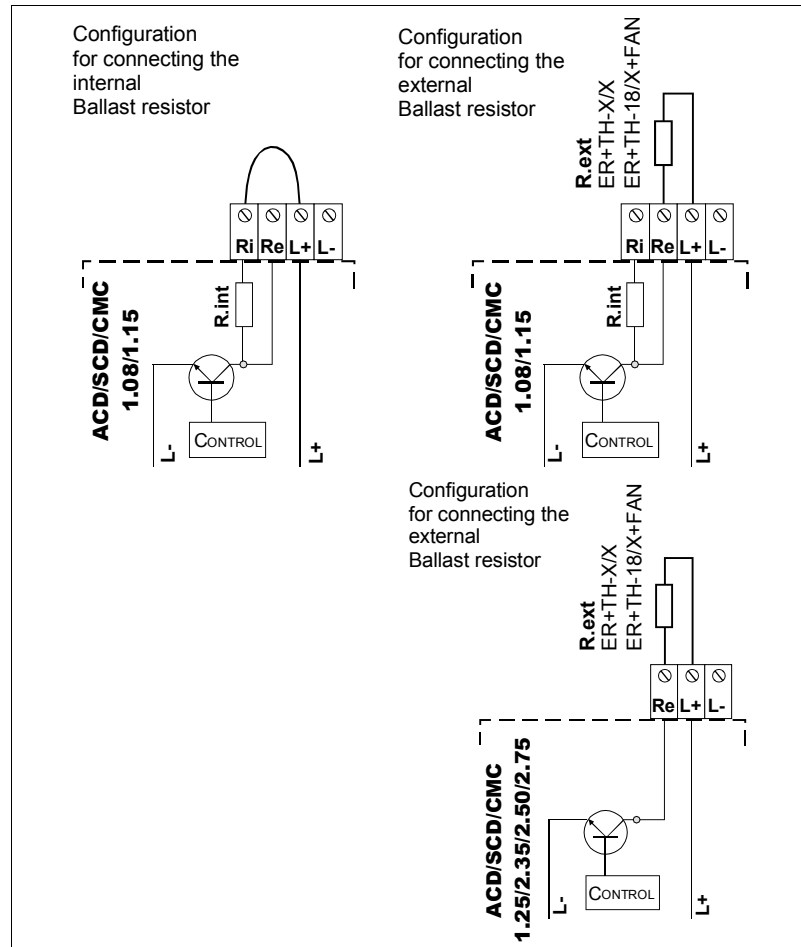 Configuration
for connecting the
internal
Ballast resistor
Ri Re L+ L-
R.int
ACD/SCD/CMC
1.08/1.15
CONTROL
L-
L+
Configuration
for connecting the
external
Ballast resistor
R.ext
ER+TH-X/X
ER+TH-18/X+FAN
Ri Re L+ L-
R.int
ACD/SCD/CMC
1.08/1.15
CONTROL
L-
L+
Configuration
for connecting the
external
Ballast resistor
R.ext
ER+TH-X/X
ER+TH-18/X+FAN
Re L+ L-
ACD/SCD/CMC
1.25/2.35/2.50/2.75
CONTROL
L-
L+